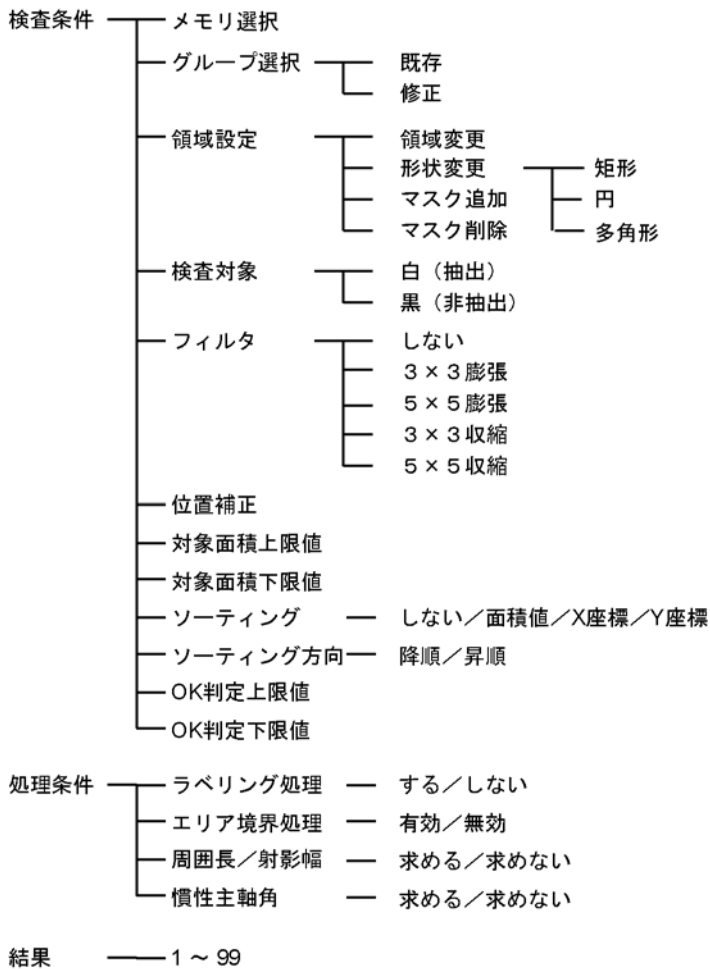 検査条件 メモリ選択
グループ選択 既存
修正
領域設定 領域変更
形状変更 矩形
マスク追加 円
マスク削除 多角形
検査対象 白（抽出）
黒（非抽出）
フィルタ しない
３×３膨張
５×５膨張
３×３収縮
５×５収縮
位置補正
対象面積上限値
対象面積下限値
ソーティング しない／面積値／X座標／Y座標
ソーティング方向 降順／昇順
OK判定上限値
OK判定下限値
処理条件 ラベリング処理 する／しない
エリア境界処理 有効／無効
周囲長／射影幅 求める／求めない
慣性主軸角 求める／求めない
結果 1 ～ 99